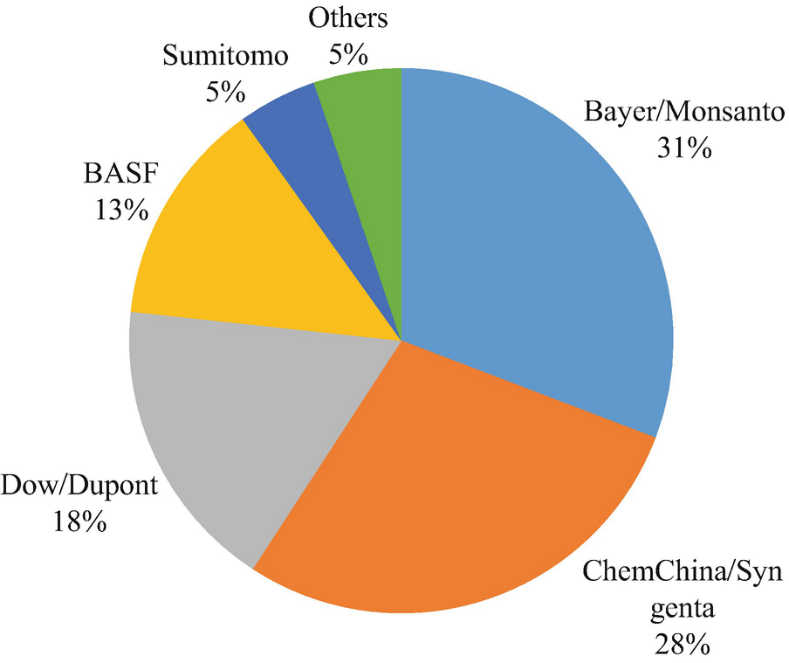 Others
5%
Sumitomo
5%
Bayer/Monsanto
31%
BASF
13%
Dow/Dupont
18%
ChemChina/Syn
genta
28%